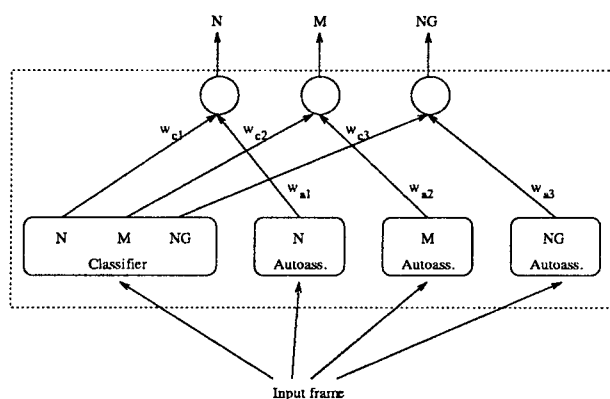 N M NG
w_c1 w_c2 w_c3
w_a1 w_a2 w_a3
N M NG N M NG
Classifier Autoass. Autoass. Autoass.
Input frame